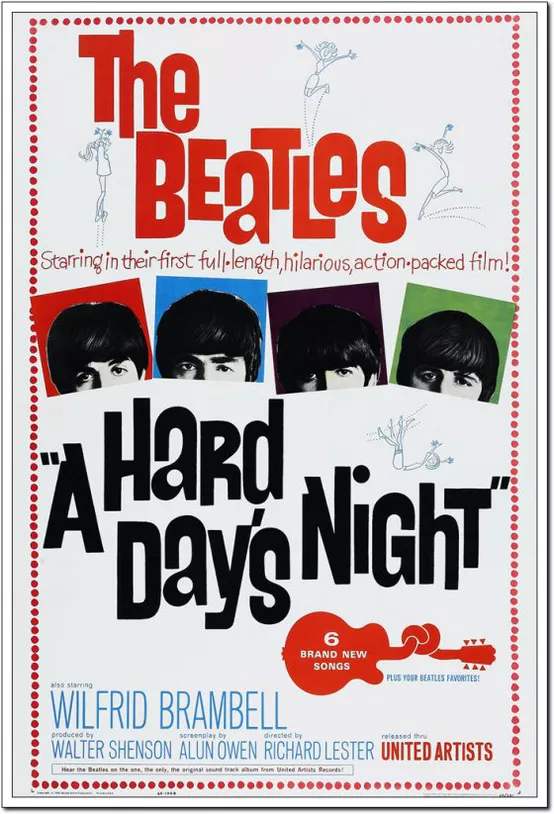 The
BEATLES
Starring in their first full-length, hilarious, action-packed film!
"A HARD
DAY'S NIGHT"
6
BRAND NEW
SONGS
PLUS YOUR BEATLES FAVORITES!
also starring
WILFRID BRAMBELL
produced by screenplay by directed by released thru
WALTER SHENSON ALUN OWEN RICHARD LESTER UNITED ARTISTS
Hear the Beatles on the one, the only, the original sound track album from United Artists Records!